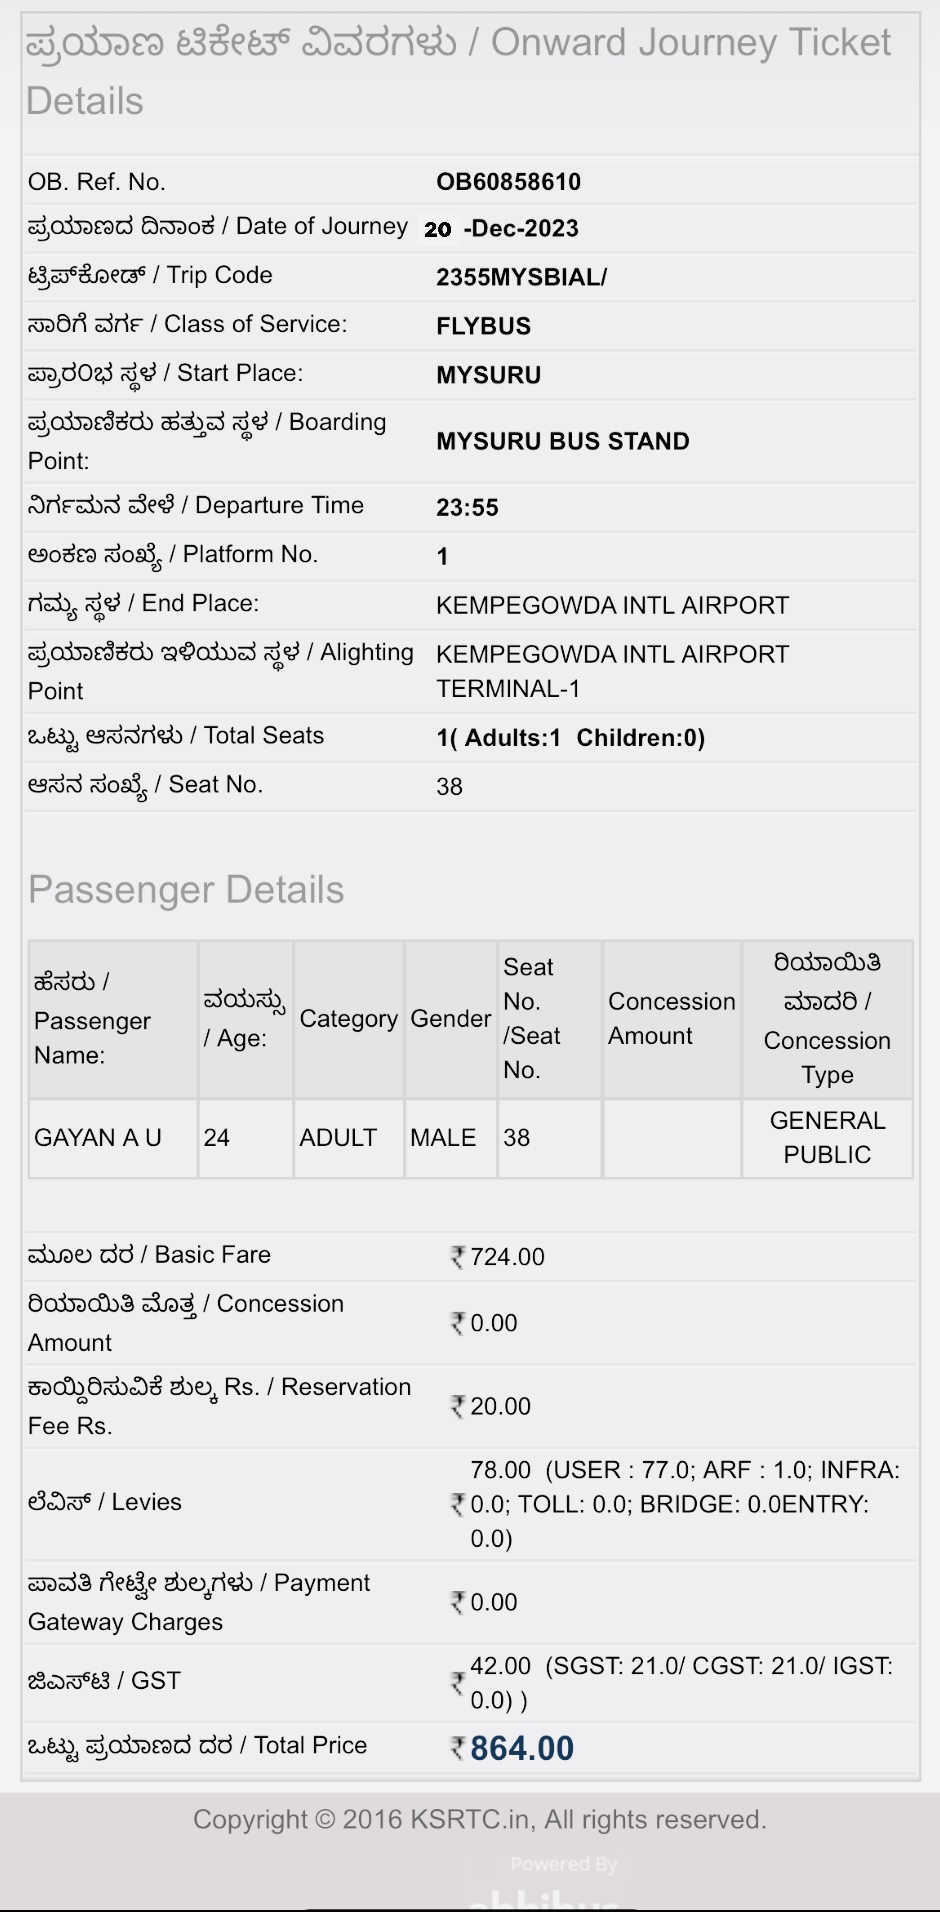 ಪ್ರಯಾಣ ಟಿಕೇಟ್ ವಿವರಗಳು / Onward Journey Ticket
Details
OB. Ref. No. OB60858610
ಪ್ರಯಾಣದ ದಿನಾಂಕ / Date of Journey 20 -Dec-2023
ಟ್ರಿಪ್‌ಕೋಡ್ / Trip Code 2355MYSBIAL/
ಸಾರಿಗೆ ವರ್ಗ / Class of Service: FLYBUS
ಪ್ರಾರ೦ಭ ಸ್ಥಳ / Start Place: MYSURU
ಪ್ರಯಾಣಿಕರು ಹತ್ತುವ ಸ್ಥಳ / Boarding
Point: MYSURU BUS STAND
ನಿರ್ಗಮನ ವೇಳೆ / Departure Time 23:55
ಅಂಕಣ ಸಂಖ್ಯೆ / Platform No. 1
ಗಮ್ಯ ಸ್ಥಳ / End Place: KEMPEGOWDA INTL AIRPORT
ಪ್ರಯಾಣಿಕರು ಇಳಿಯುವ ಸ್ಥಳ / Alighting KEMPEGOWDA INTL AIRPORT
Point TERMINAL-1
ಒಟ್ಟು ಆಸನಗಳು / Total Seats 1( Adults:1 Children:0)
ಆಸನ ಸಂಖ್ಯೆ / Seat No. 38
Passenger Details
ಹೆಸರು /
Passenger
Name:
ವಯಸ್ಸು
/ Age:
Category
Gender
Seat
No.
/Seat
No.
Concession
Amount
ರಿಯಾಯಿತಿ
ಮಾದರಿ /
Concession
Type
GAYAN A U 24 ADULT MALE 38 GENERAL
PUBLIC
ಮೂಲ ದರ / Basic Fare ₹ 724.00
ರಿಯಾಯಿತಿ ಮೊತ್ತ / Concession
Amount ₹ 0.00
ಕಾಯ್ದಿರಿಸುವಿಕೆ ಶುಲ್ಕ Rs. / Reservation
Fee Rs. ₹ 20.00
ಲೆವಿಸ್ / Levies ₹ 78.00 (USER : 77.0; ARF : 1.0; INFRA:
0.0; TOLL: 0.0; BRIDGE: 0.0ENTRY:
0.0)
ಪಾವತಿ ಗೇಟ್ವೇ ಶುಲ್ಕಗಳು / Payment
Gateway Charges ₹ 0.00
ಜಿಎಸ್‌ಟಿ / GST ₹ 42.00 (SGST: 21.0/ CGST: 21.0/ IGST:
0.0) )
ಒಟ್ಟು ಪ್ರಯಾಣದ ದರ / Total Price ₹ 864.00
Copyright © 2016 KSRTC.in, All rights reserved.
Powered By